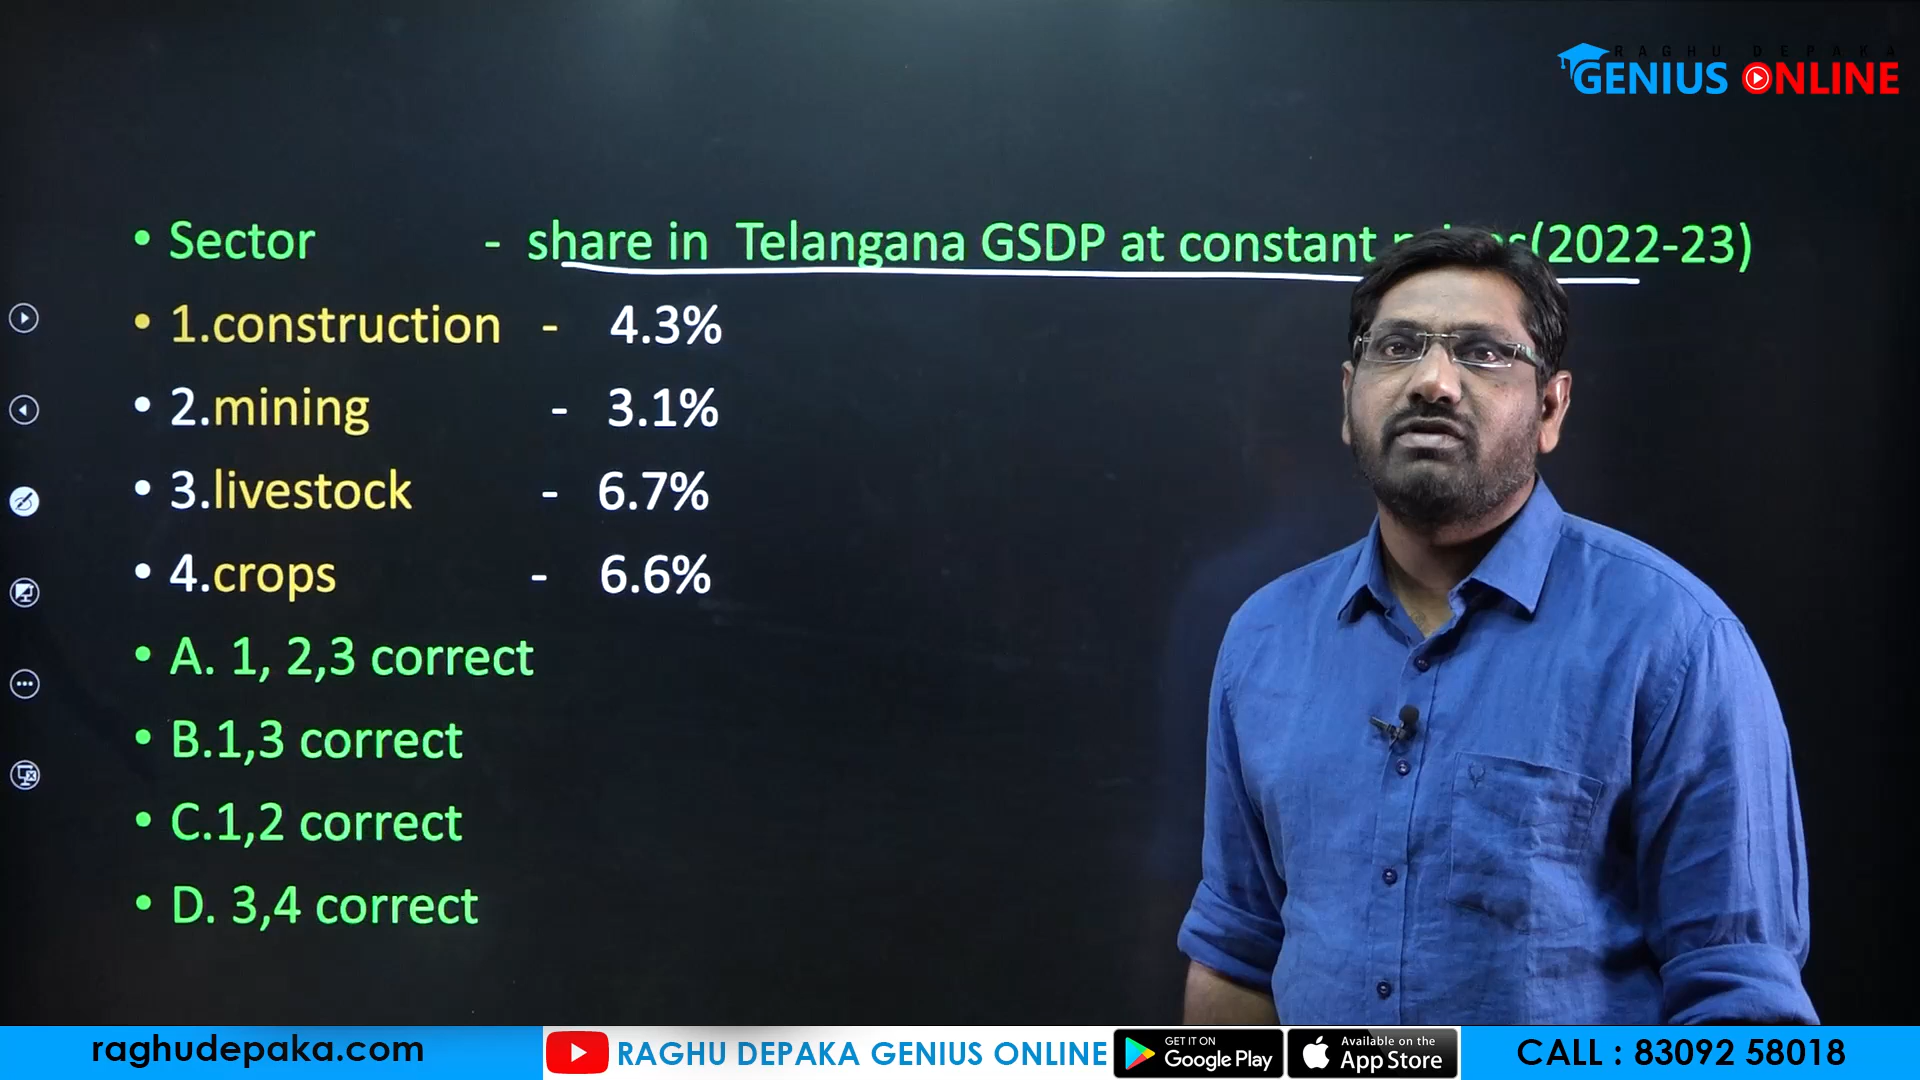 RAGHU DEPAKA
GENIUS ONLINE
• Sector - share in Telangana GSDP at constant (2022-23)
• 1.construction - 4.3%
• 2.mining - 3.1%
• 3.livestock - 6.7%
• 4.crops - 6.6%
• A. 1, 2,3 correct
• B.1,3 correct
• C.1,2 correct
• D. 3,4 correct
raghudepaka.com
RAGHU DEPAKA GENIUS ONLINE
GET IT ON
Google Play
Available on the
App Store
CALL : 83092 58018